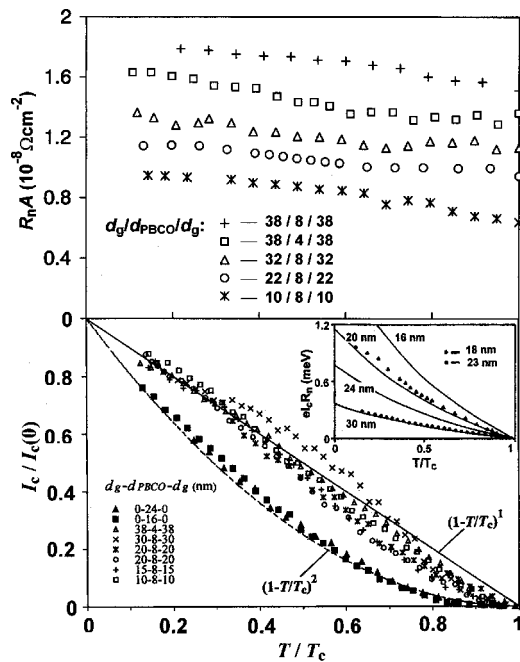 2
1.6
1.2
0.8
0.4
0
RnA (10⁻⁸Ωcm⁻²)
dg/dPBCO/dg:
+ — 38 / 8 / 38
□ — 38 / 4 / 38
△ — 32 / 8 / 32
○ — 22 / 8 / 22
✳ — 10 / 8 / 10
0.8
0.6
0.4
0.2
0
Ic / Ic(0)
dg-dPBCO-dg (nm)
▲ 0-24-0
■ 0-16-0
▲ 38-4-38
× 30-8-30
✳ 20-8-20
○ 20-8-20
+ 15-8-15
□ 10-8-10
1.2
0.6
0
eIcRn (meV)
20 nm
16 nm
24 nm
30 nm
18 nm
23 nm
0.5
1
T/Tc
(1-T/Tc)¹
(1-T/Tc)²
0
0.2
0.4
0.6
0.8
1
T / Tc